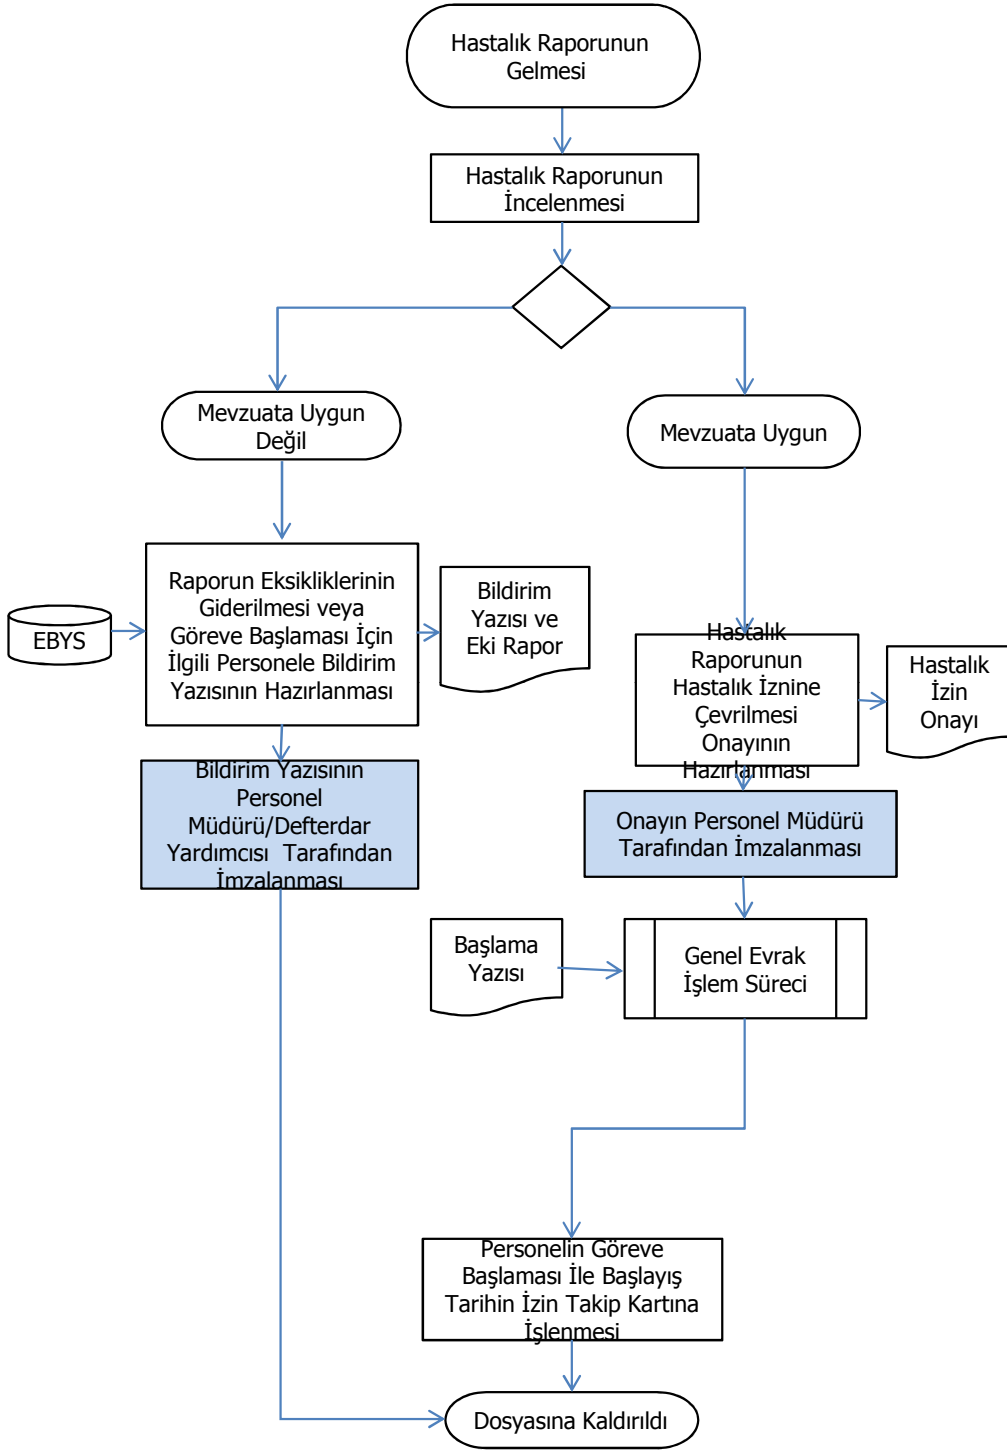 Hastalık Raporunun
Gelmesi
Hastalık Raporunun
İncelenmesi
Mevzuata Uygun
Değil
Mevzuata Uygun
Raporun Eksikliklerinin
Giderilmesi veya
Göreve Başlaması İçin
İlgili Personele Bildirim
Yazısının Hazırlanması
EBYS
Bildirim
Yazısı ve
Eki Rapor
Hastalık
Raporunun
Hastalık İznine
Çevrilmesi
Onayının
Hazırlanması
Hastalık
İzin
Onayı
Bildirim Yazısının
Personel
Müdürü/Defterdar
Yardımcısı Tarafından
İmzalanması
Onayın Personel Müdürü
Tarafından İmzalanması
Başlama
Yazısı
Genel Evrak
İşlem Süreci
Personelin Göreve
Başlaması İle Başlayış
Tarihin İzin Takip Kartına
İşlenmesi
Dosyasına Kaldırıldı